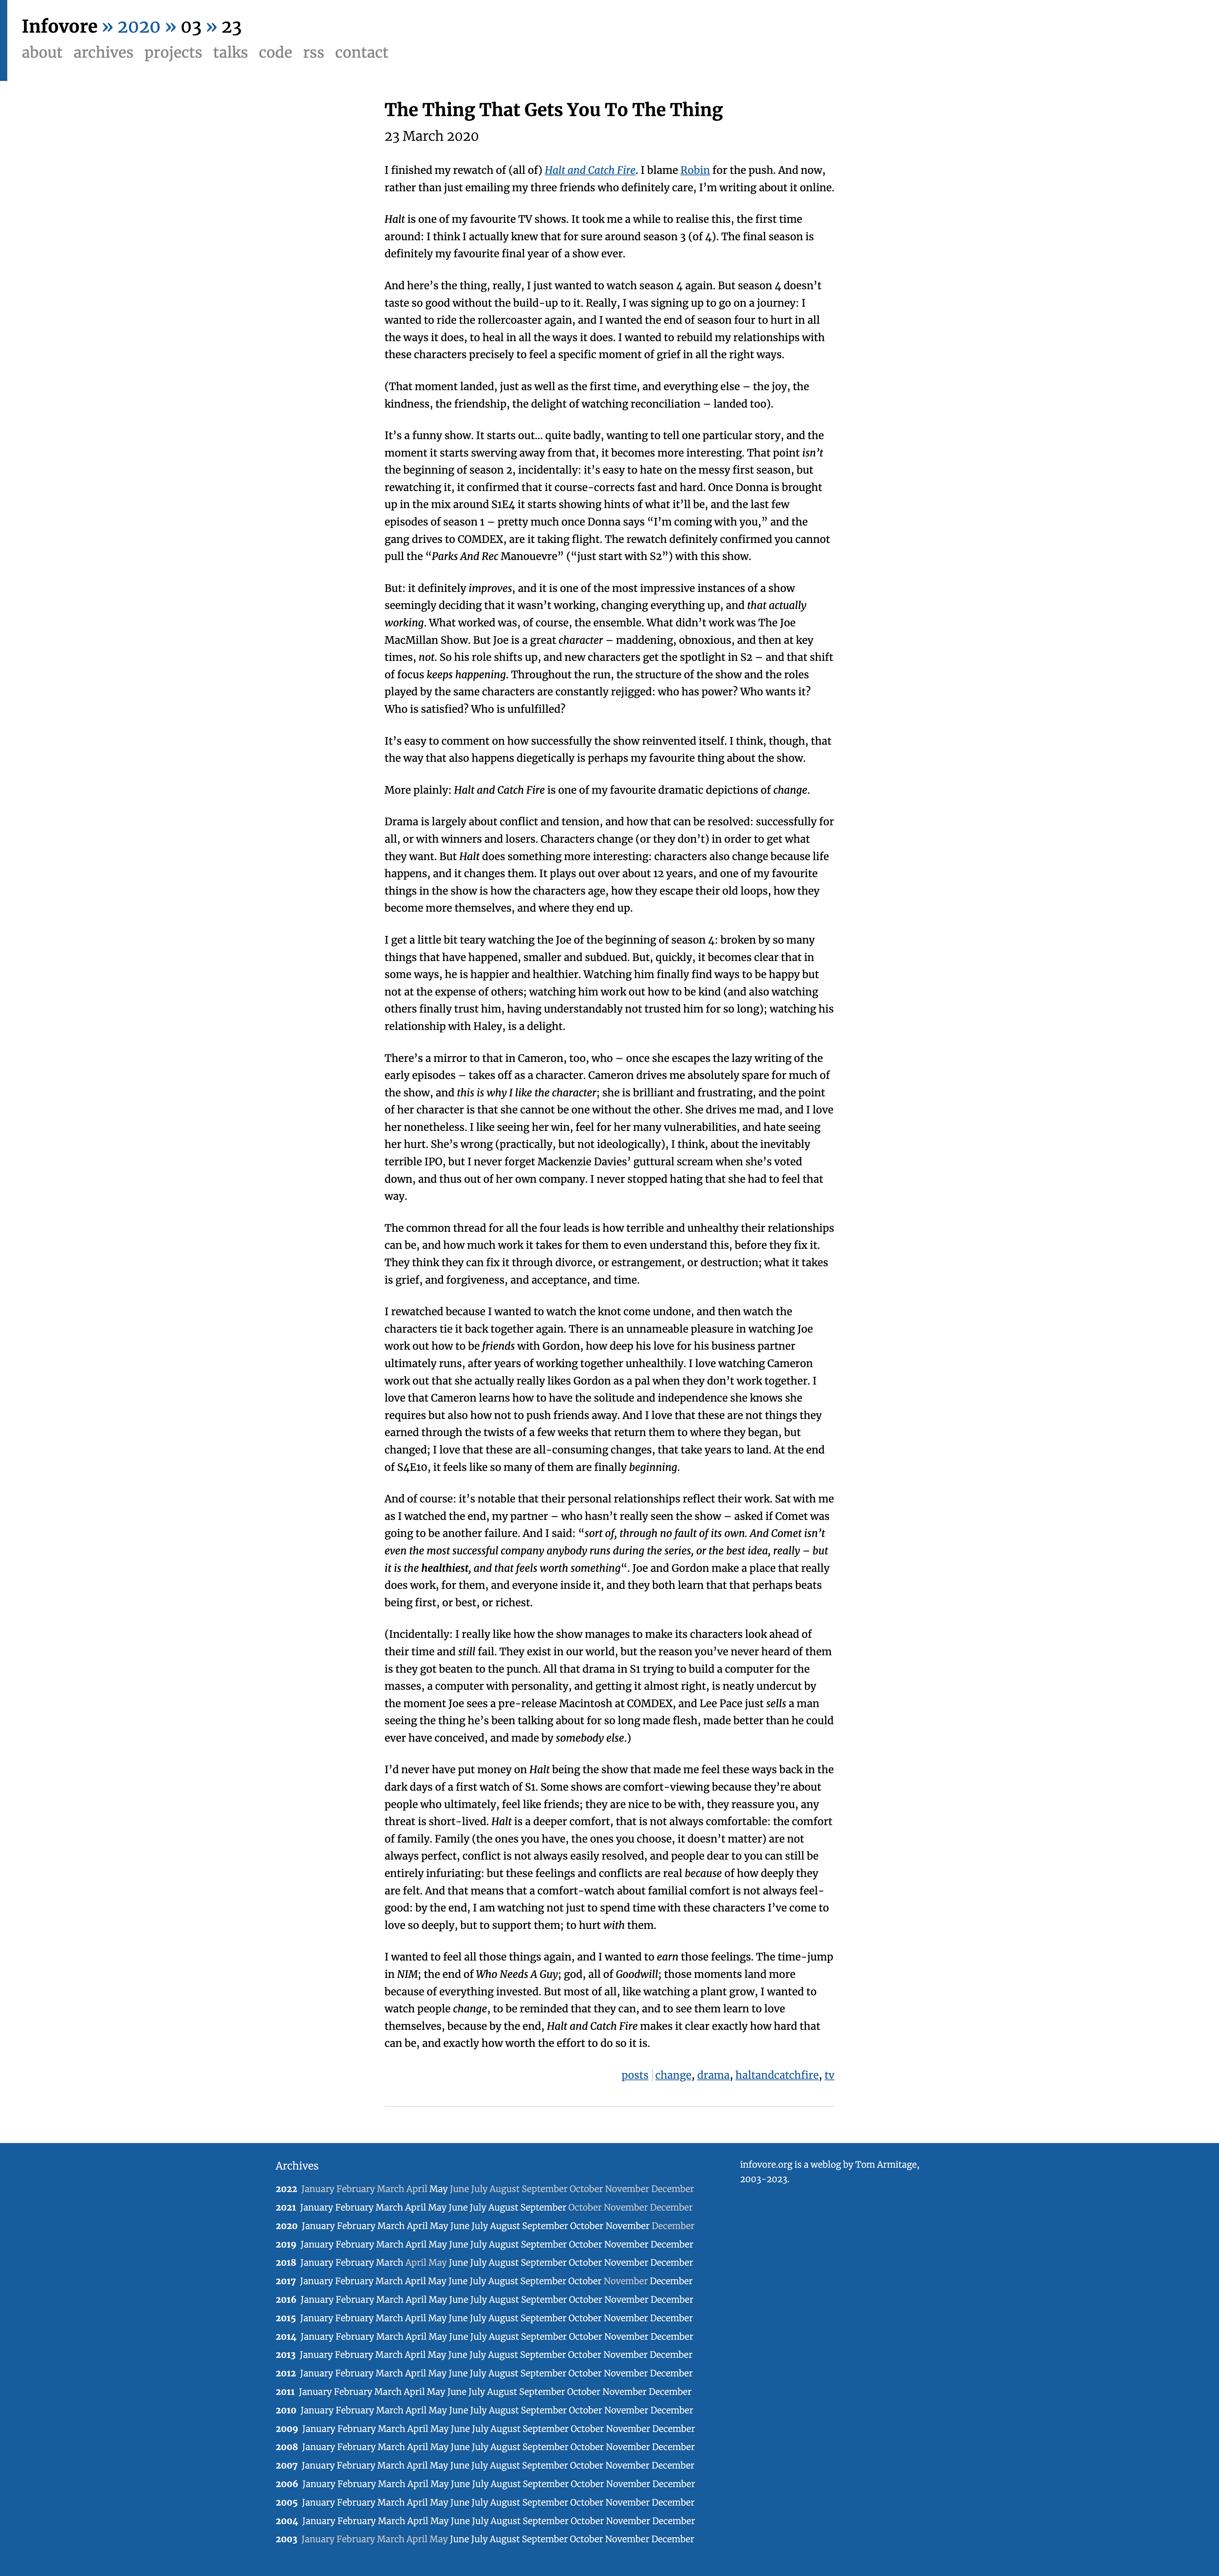 Infovore » 2020 » 03 » 23
about archives projects talks code rss contact
The Thing That Gets You To The Thing
23 March 2020
I finished my rewatch of (all of) Halt and Catch Fire. I blame Robin for the push. And now,
rather than just emailing my three friends who definitely care, I’m writing about it online.
Halt is one of my favourite TV shows. It took me a while to realise this, the first time
around: I think I actually knew that for sure around season 3 (of 4). The final season is
definitely my favourite final year of a show ever.
And here’s the thing, really, I just wanted to watch season 4 again. But season 4 doesn’t
taste so good without the build-up to it. Really, I was signing up to go on a journey: I
wanted to ride the rollercoaster again, and I wanted the end of season four to hurt in all
the ways it does, to heal in all the ways it does. I wanted to rebuild my relationships with
these characters precisely to feel a specific moment of grief in all the right ways.
(That moment landed, just as well as the first time, and everything else – the joy, the
kindness, the friendship, the delight of watching reconciliation – landed too).
It’s a funny show. It starts out… quite badly, wanting to tell one particular story, and the
moment it starts swerving away from that, it becomes more interesting. That point isn’t
the beginning of season 2, incidentally: it’s easy to hate on the messy first season, but
rewatching it, it confirmed that it course-corrects fast and hard. Once Donna is brought
up in the mix around S1E4 it starts showing hints of what it’ll be, and the last few
episodes of season 1 – pretty much once Donna says “I’m coming with you,” and the
gang drives to COMDEX, are it taking flight. The rewatch definitely confirmed you cannot
pull the “Parks And Rec Manouevre” (“just start with S2”) with this show.
But: it definitely improves, and it is one of the most impressive instances of a show
seemingly deciding that it wasn’t working, changing everything up, and that actually
working. What worked was, of course, the ensemble. What didn’t work was The Joe
MacMillan Show. But Joe is a great character – maddening, obnoxious, and then at key
times, not. So his role shifts up, and new characters get the spotlight in S2 – and that shift
of focus keeps happening. Throughout the run, the structure of the show and the roles
played by the same characters are constantly rejigged: who has power? Who wants it?
Who is satisfied? Who is unfulfilled?
It’s easy to comment on how successfully the show reinvented itself. I think, though, that
the way that also happens diegetically is perhaps my favourite thing about the show.
More plainly: Halt and Catch Fire is one of my favourite dramatic depictions of change.
Drama is largely about conflict and tension, and how that can be resolved: successfully for
all, or with winners and losers. Characters change (or they don’t) in order to get what
they want. But Halt does something more interesting: characters also change because life
happens, and it changes them. It plays out over about 12 years, and one of my favourite
things in the show is how the characters age, how they escape their old loops, how they
become more themselves, and where they end up.
I get a little bit teary watching the Joe of the beginning of season 4: broken by so many
things that have happened, smaller and subdued. But, quickly, it becomes clear that in
some ways, he is happier and healthier. Watching him finally find ways to be happy but
not at the expense of others; watching him work out how to be kind (and also watching
others finally trust him, having understandably not trusted him for so long); watching his
relationship with Haley, is a delight.
There’s a mirror to that in Cameron, too, who – once she escapes the lazy writing of the
early episodes – takes off as a character. Cameron drives me absolutely spare for much of
the show, and this is why I like the character; she is brilliant and frustrating, and the point
of her character is that she cannot be one without the other. She drives me mad, and I love
her nonetheless. I like seeing her win, feel for her many vulnerabilities, and hate seeing
her hurt. She’s wrong (practically, but not ideologically), I think, about the inevitably
terrible IPO, but I never forget Mackenzie Davies’ guttural scream when she’s voted
down, and thus out of her own company. I never stopped hating that she had to feel that
way.
The common thread for all the four leads is how terrible and unhealthy their relationships
can be, and how much work it takes for them to even understand this, before they fix it.
They think they can fix it through divorce, or estrangement, or destruction; what it takes
is grief, and forgiveness, and acceptance, and time.
I rewatched because I wanted to watch the knot come undone, and then watch the
characters tie it back together again. There is an unnameable pleasure in watching Joe
work out how to be friends with Gordon, how deep his love for his business partner
ultimately runs, after years of working together unhealthily. I love watching Cameron
work out that she actually really likes Gordon as a pal when they don’t work together. I
love that Cameron learns how to have the solitude and independence she knows she
requires but also how not to push friends away. And I love that these are not things they
earned through the twists of a few weeks that return them to where they began, but
changed; I love that these are all-consuming changes, that take years to land. At the end
of S4E10, it feels like so many of them are finally beginning.
And of course: it’s notable that their personal relationships reflect their work. Sat with me
as I watched the end, my partner – who hasn’t really seen the show – asked if Comet was
going to be another failure. And I said: “sort of, through no fault of its own. And Comet isn’t
even the most successful company anybody runs during the series, or the best idea, really – but
it is the healthiest, and that feels worth something“. Joe and Gordon make a place that really
does work, for them, and everyone inside it, and they both learn that that perhaps beats
being first, or best, or richest.
(Incidentally: I really like how the show manages to make its characters look ahead of
their time and still fail. They exist in our world, but the reason you’ve never heard of them
is they got beaten to the punch. All that drama in S1 trying to build a computer for the
masses, a computer with personality, and getting it almost right, is neatly undercut by
the moment Joe sees a pre-release Macintosh at COMDEX, and Lee Pace just sells a man
seeing the thing he’s been talking about for so long made flesh, made better than he could
ever have conceived, and made by somebody else.)
I’d never have put money on Halt being the show that made me feel these ways back in the
dark days of a first watch of S1. Some shows are comfort-viewing because they’re about
people who ultimately, feel like friends; they are nice to be with, they reassure you, any
threat is short-lived. Halt is a deeper comfort, that is not always comfortable: the comfort
of family. Family (the ones you have, the ones you choose, it doesn’t matter) are not
always perfect, conflict is not always easily resolved, and people dear to you can still be
entirely infuriating: but these feelings and conflicts are real because of how deeply they
are felt. And that means that a comfort-watch about familial comfort is not always feel-
good: by the end, I am watching not just to spend time with these characters I’ve come to
love so deeply, but to support them; to hurt with them.
I wanted to feel all those things again, and I wanted to earn those feelings. The time-jump
in NIM; the end of Who Needs A Guy; god, all of Goodwill; those moments land more
because of everything invested. But most of all, like watching a plant grow, I wanted to
watch people change, to be reminded that they can, and to see them learn to love
themselves, because by the end, Halt and Catch Fire makes it clear exactly how hard that
can be, and exactly how worth the effort to do so it is.
posts change, drama, haltandcatchfire, tv
Archives
2022 January February March April May June July August September October November December
2021 January February March April May June July August September October November December
2020 January February March April May June July August September October November December
2019 January February March April May June July August September October November December
2018 January February March April May June July August September October November December
2017 January February March April May June July August September October November December
2016 January February March April May June July August September October November December
2015 January February March April May June July August September October November December
2014 January February March April May June July August September October November December
2013 January February March April May June July August September October November December
2012 January February March April May June July August September October November December
2011 January February March April May June July August September October November December
2010 January February March April May June July August September October November December
2009 January February March April May June July August September October November December
2008 January February March April May June July August September October November December
2007 January February March April May June July August September October November December
2006 January February March April May June July August September October November December
2005 January February March April May June July August September October November December
2004 January February March April May June July August September October November December
2003 January February March April May June July August September October November December
infovore.org is a weblog by Tom Armitage,
2003-2023.